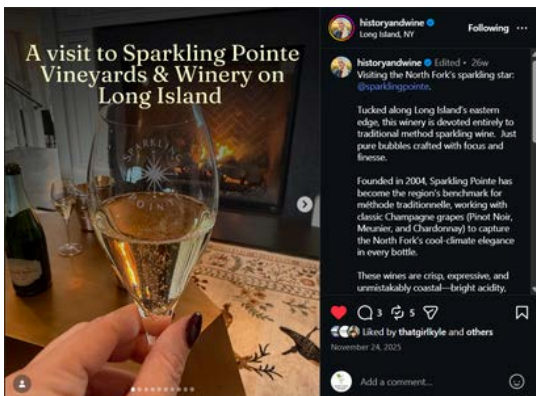 A visit to Sparkling Pointe
Vineyards & Winery on
Long Island
SPARKLING
POINTE
historyandwine
Long Island, NY
Following
historyandwine Edited • 26w
Visiting the North Fork's sparkling star:
@sparklingpointe.
Tucked along Long Island's eastern
edge, this winery is devoted entirely to
traditional method sparkling wine. Just
pure bubbles crafted with focus and
finesse.
Founded in 2004, Sparkling Pointe has
become the region's benchmark for
méthode traditionnelle, working with
classic Champagne grapes (Pinot Noir,
Meunier, and Chardonnay) to capture
the North Fork's cool-climate elegance
in every bottle.
These wines are crisp, expressive, and
unmistakably coastal—bright acidity,
3
5
Liked by thatgirlkyle and others
November 24, 2025
Add a comment...